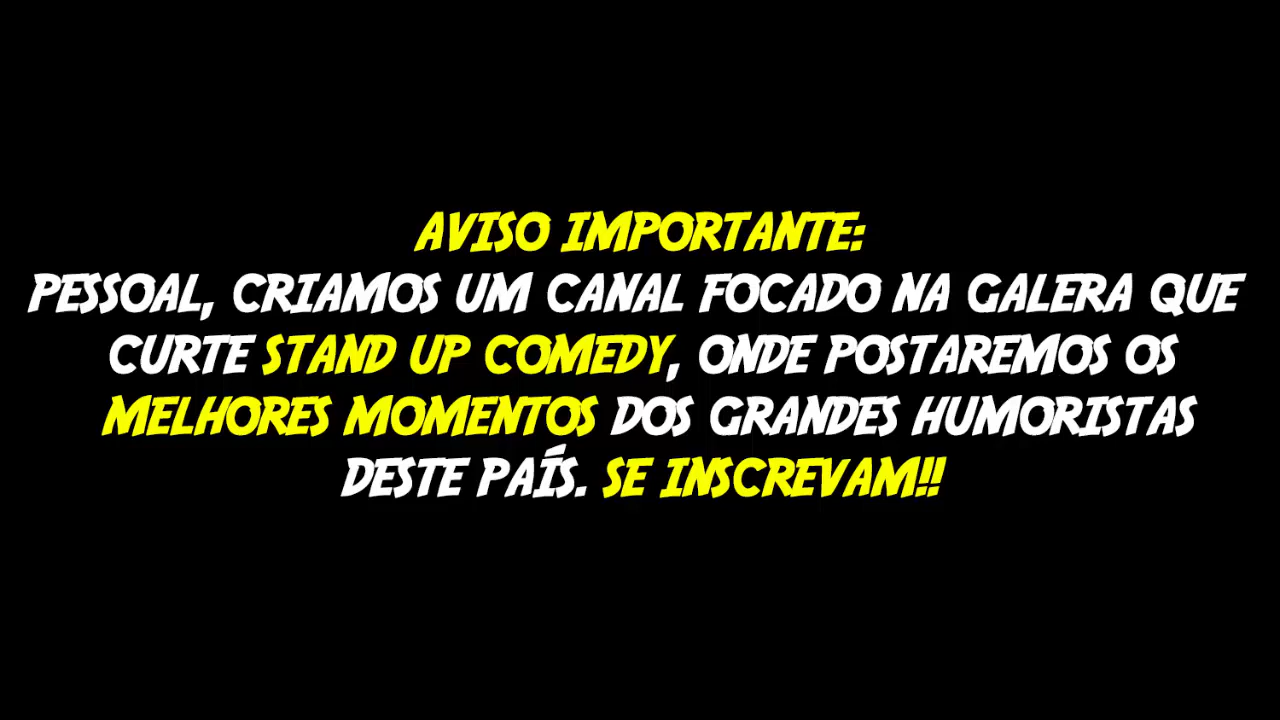 AVISO IMPORTANTE:
PESSOAL, CRIAMOS UM CANAL FOCADO NA GALERA QUE
CURTE STAND UP COMEDY, ONDE POSTAREMOS OS
MELHORES MOMENTOS DOS GRANDES HUMORISTAS
DESTE PAÍS. SE INSCREVAM!!